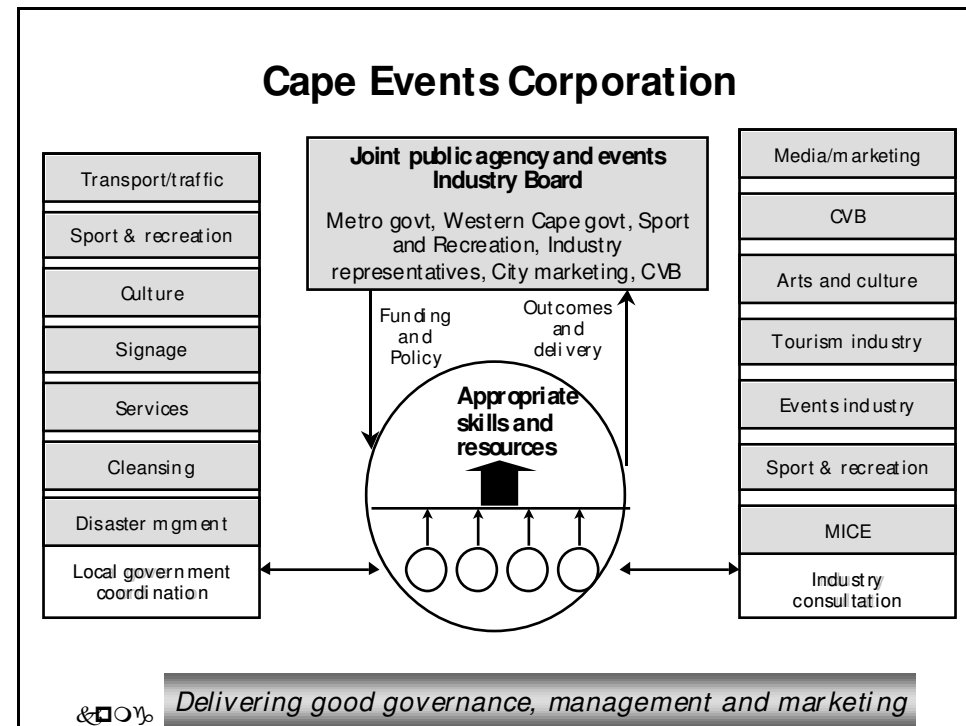 Cape Events Corporation
Transport/traffic
Sport & recreation
Culture
Signage
Services
Cleansing
Disaster mgment
Local government
coordination
Joint public agency and events
Industry Board
Metro govt, Western Cape govt, Sport
and Recreation, Industry
representatives, City marketing, CVB
Funding
and
Policy
Outcomes
and
delivery
Appropriate
skills and
resources
Media/marketing
CVB
Arts and culture
Tourism industry
Events industry
Sport & recreation
MICE
Industry
consultation
Delivering good governance, management and marketing